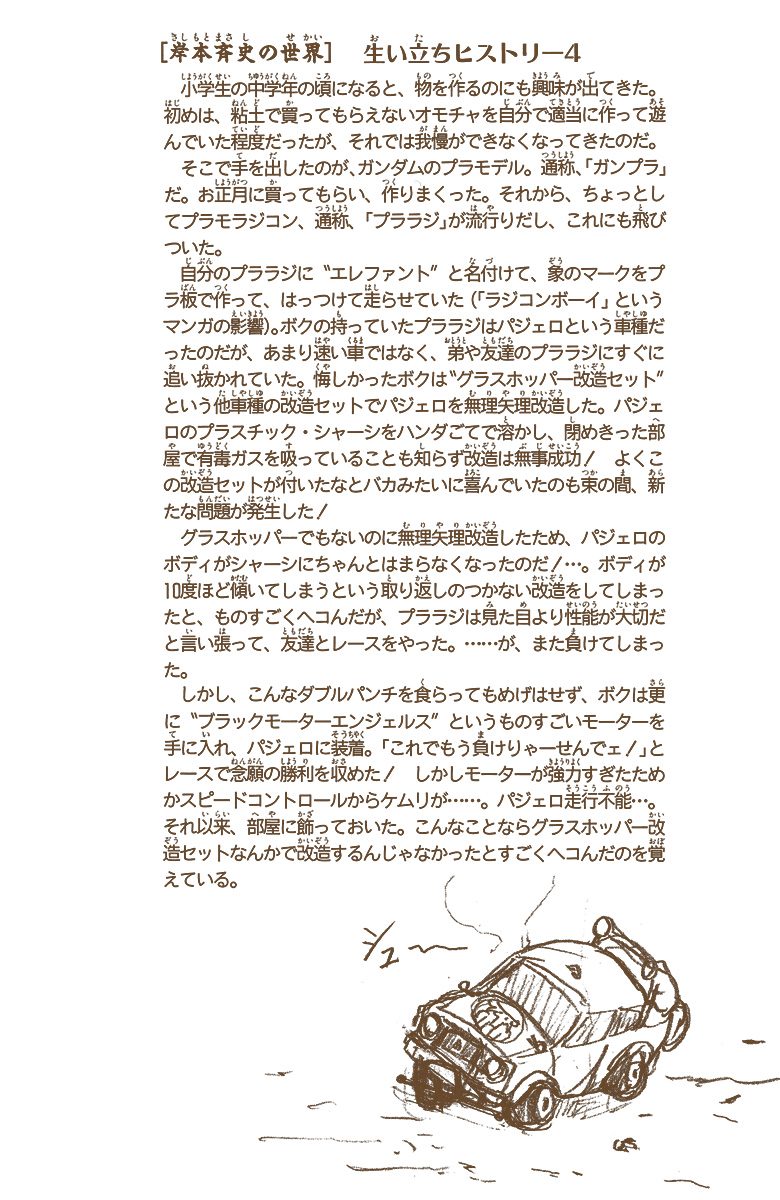 [岸本斉史の世界] 生い立ちヒストリー4
小学生の中学年の頃になると、物を作るのにも興味が出てきた。
初めは、粘土で買ってもらえないオモチャを自分で適当に作って遊
んでいた程度だったが、それでは我慢ができなくなってきたのだ。
そこで手を出したのが、ガンダムのプラモデル。通称、「ガンプラ」
だ。お正月に買ってもらい、作りまくった。それから、ちょっとし
てプラモラジコン、通称、「プララジ」が流行りだし、これにも飛び
ついた。
自分のプララジに〝エレファント〟と名付けて、象のマークをプ
ラ板で作って、はっつけて走らせていた(「ラジコンボーイ」という
マンガの影響)。ボクの持っていたプララジはパジェロという車種だ
ったのだが、あまり速い車ではなく、弟や友達のプララジにすぐに
追い抜かれていた。悔しかったボクは〝グラスホッパー改造セット〟
という他車種の改造セットでパジェロを無理矢理改造した。パジェ
ロのプラスチック・シャーシをハンダごてで溶かし、閉めきった部
屋で有毒ガスを吸っていることも知らず改造は無事成功! よくこ
の改造セットが付いたなとバカみたいに喜んでいたのも束の間、新
たな問題が発生した!
グラスホッパーでもないのに無理矢理改造したため、パジェロの
ボディがシャーシにちゃんとはまらなくなったのだ!…。ボディが
10度ほど傾いてしまうという取り返しのつかない改造をしてしまっ
たと、ものすごくヘコんだが、プララジは見た目より性能が大切だ
と言い張って、友達とレースをやった。……が、また負けてしまっ
た。
しかし、こんなダブルパンチを食らってもめげはせず、ボクは更
に〝ブラックモーターエンジェルス〟というものすごいモーターを
手に入れ、パジェロに装着。「これでもう負けりゃーせんでェ!」と
レースで念願の勝利を収めた! しかしモーターが強力すぎたため
かスピードコントロールからケムリが……。パジェロ走行不能…。
それ以来、部屋に飾っておいた。こんなことならグラスホッパー改
造セットなんかで改造するんじゃなかったとすごくヘコんだのを覚
えている。
シュ〜